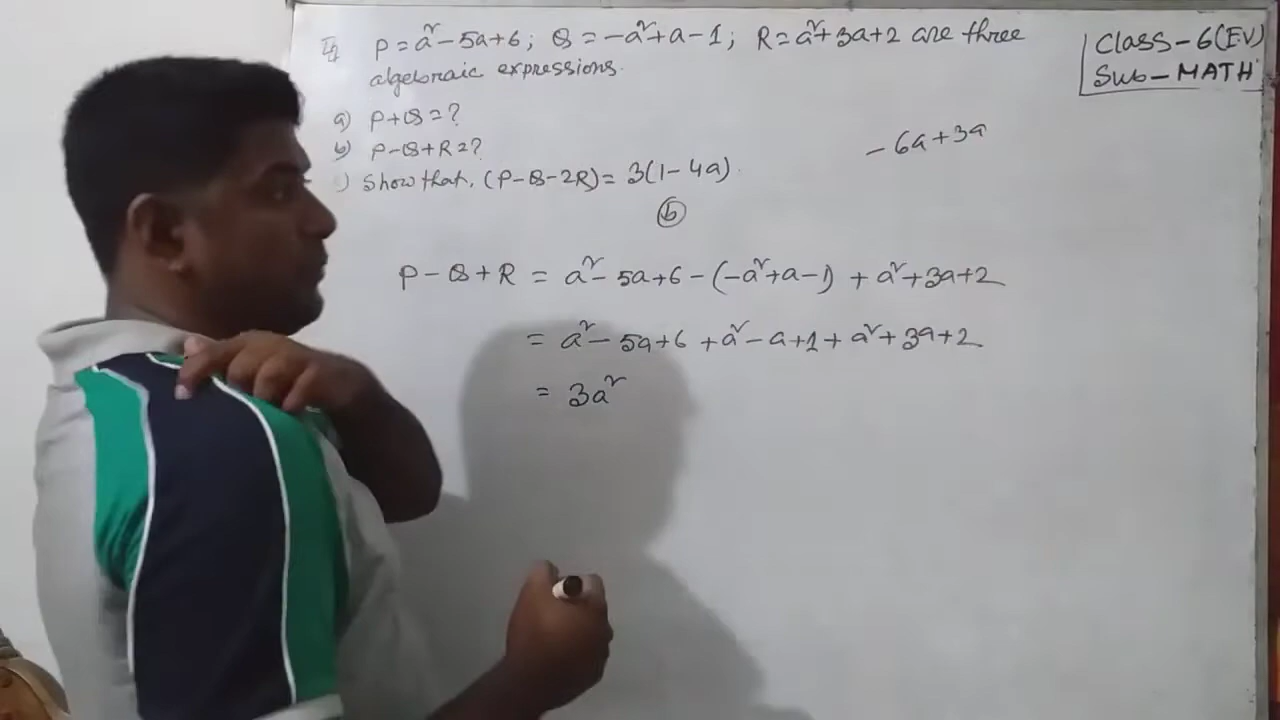 If P = a² - 5a + 6 ; Q = -a² + a - 1 ; R = a² + 3a + 2 are three
algebraic expressions.
a) P + Q = ?
b) P - Q + R = ?
) Show that, (P - Q - 2R) = 3(1 - 4a).
Class - 6 (EV)
Sub - MATH
- 6a + 3a
(b)
P - Q + R = a² - 5a + 6 - (-a² + a - 1) + a² + 3a + 2
= a² - 5a + 6 + a² - a + 1 + a² + 3a + 2
= 3a²